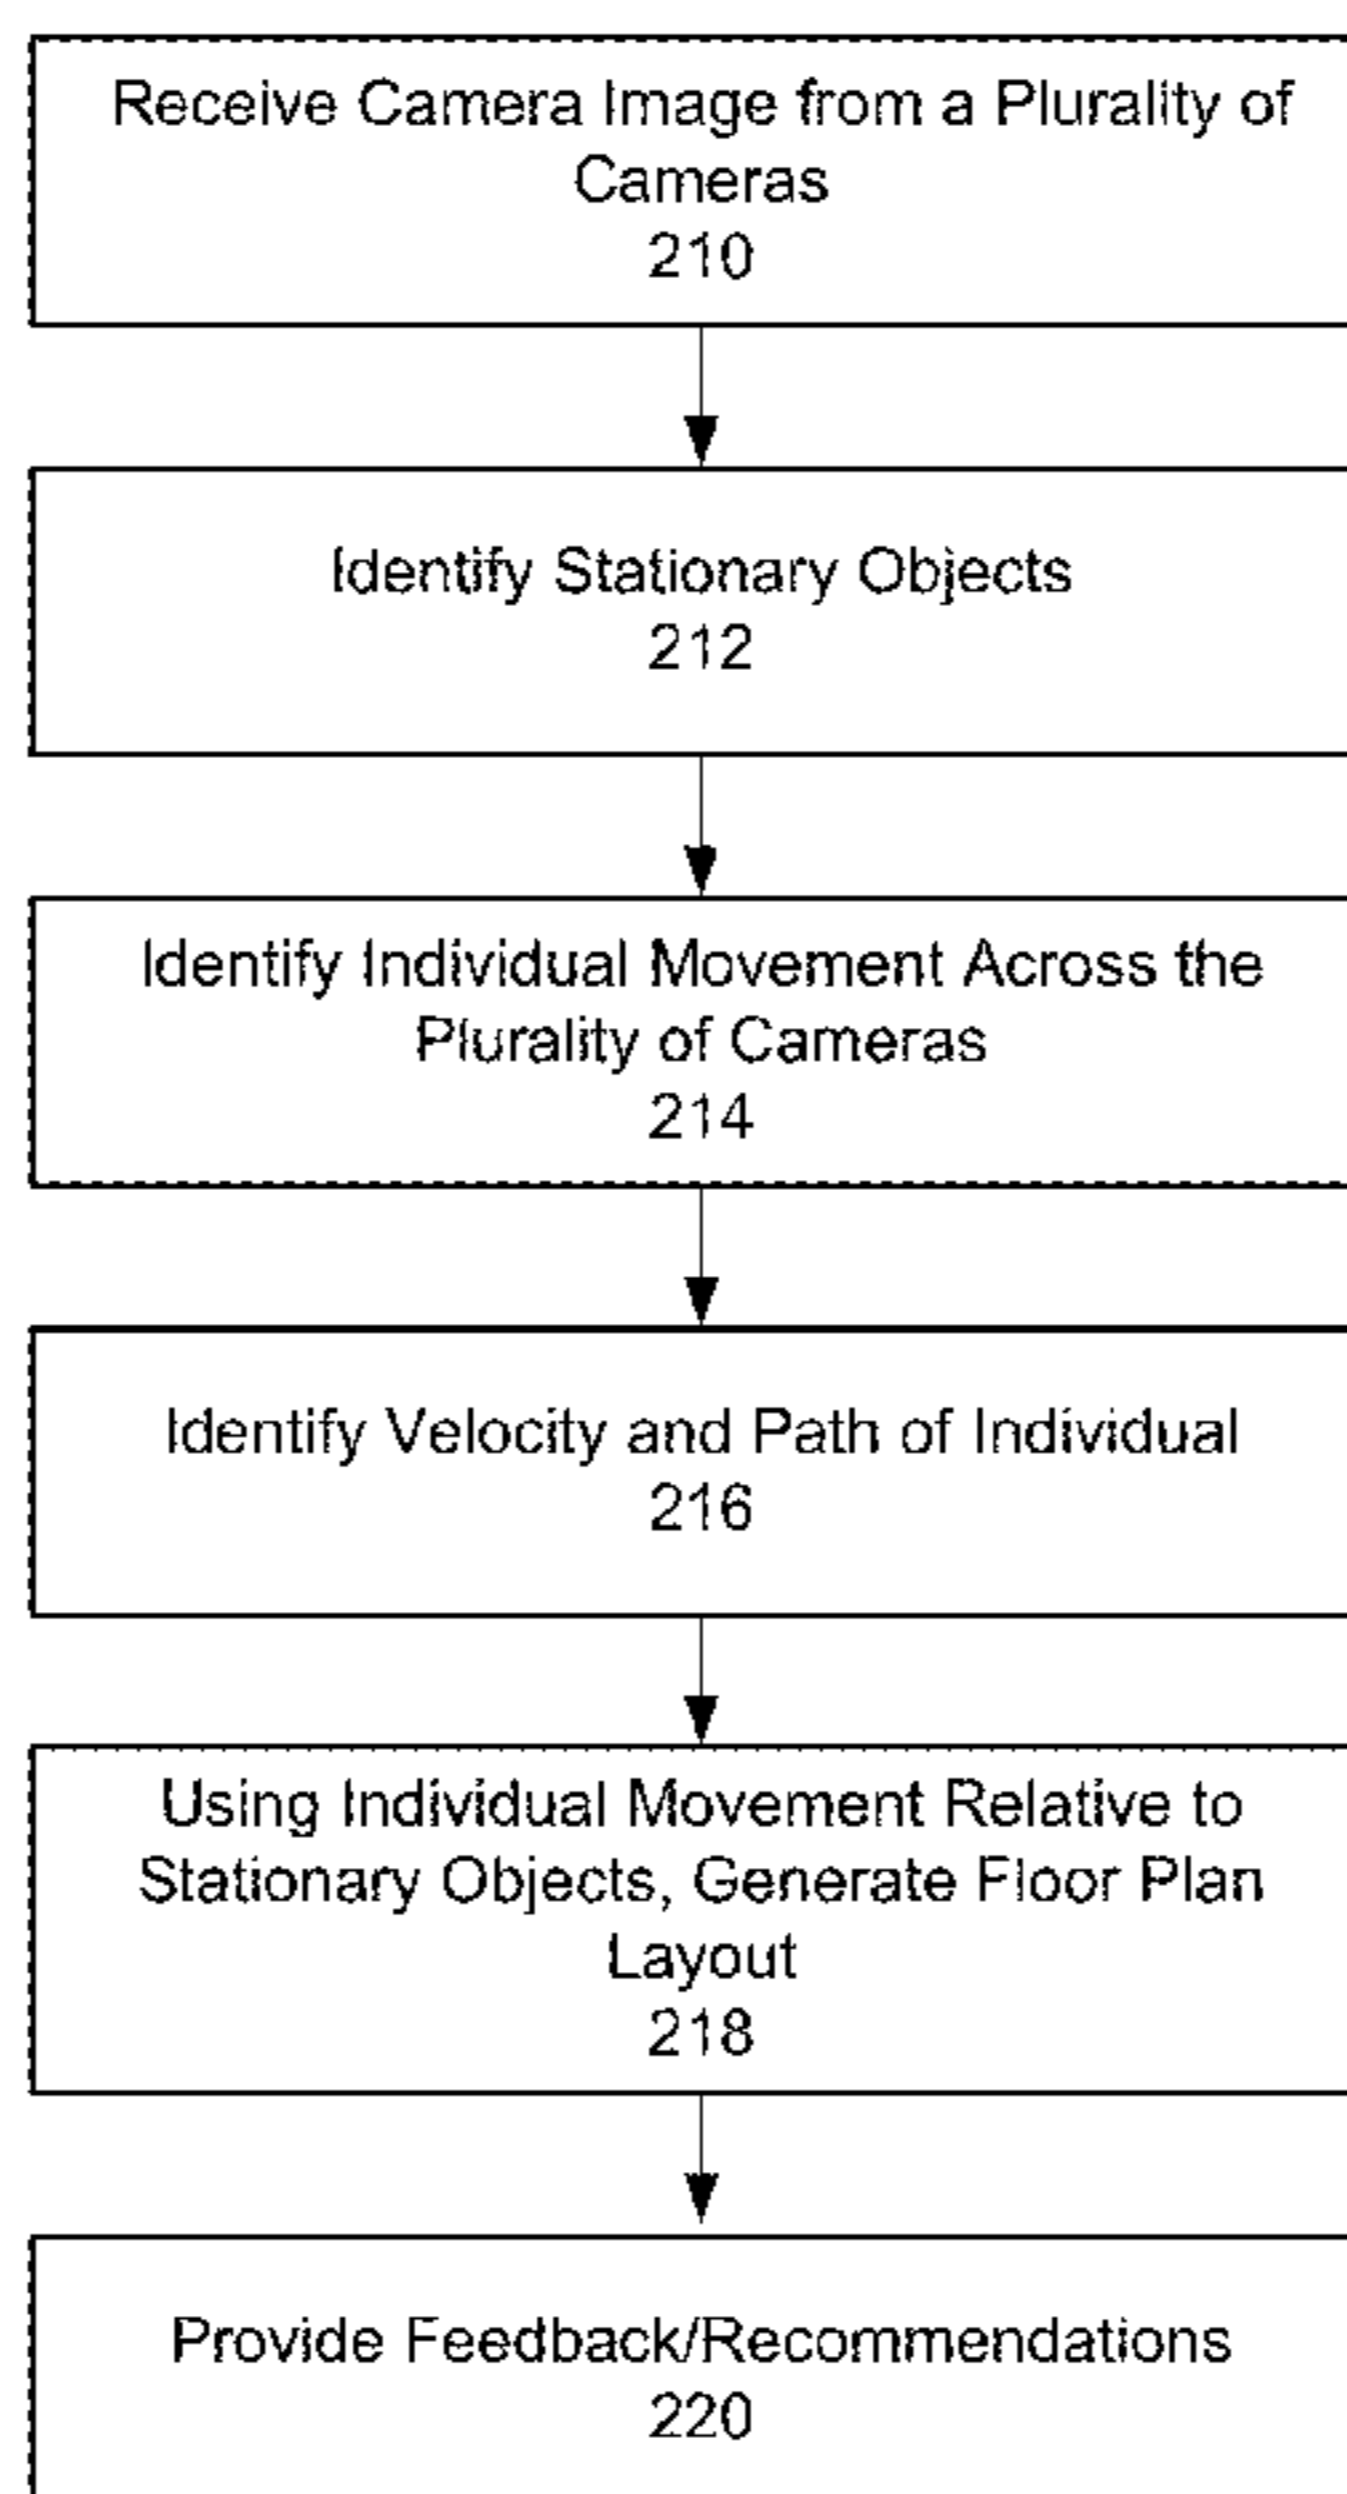 Receive Camera Image from a Plurality of
Cameras
210
Identify Stationary Objects
212
Identify Individual Movement Across the
Plurality of Cameras
214
Identify Velocity and Path of Individual
216
Using Individual Movement Relative to
Stationary Objects, Generate Floor Plan
Layout
218
Provide Feedback/Recommendations
220